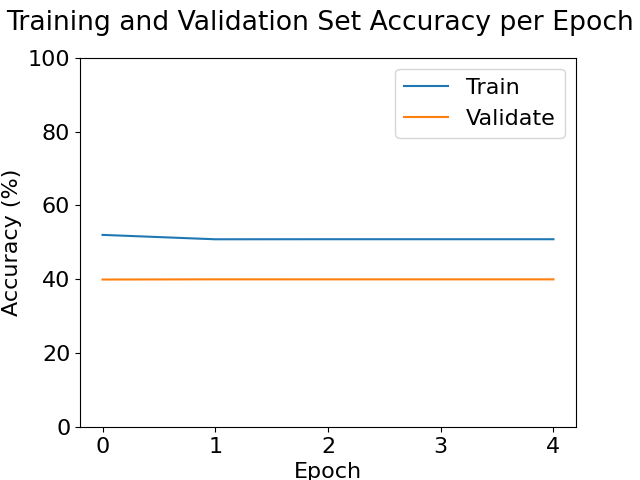 Training and Validation Set Accuracy per Epoch
100
80
60
40
20
0
Accuracy (%)
Train
Validate
0 1 2 3 4
Epoch